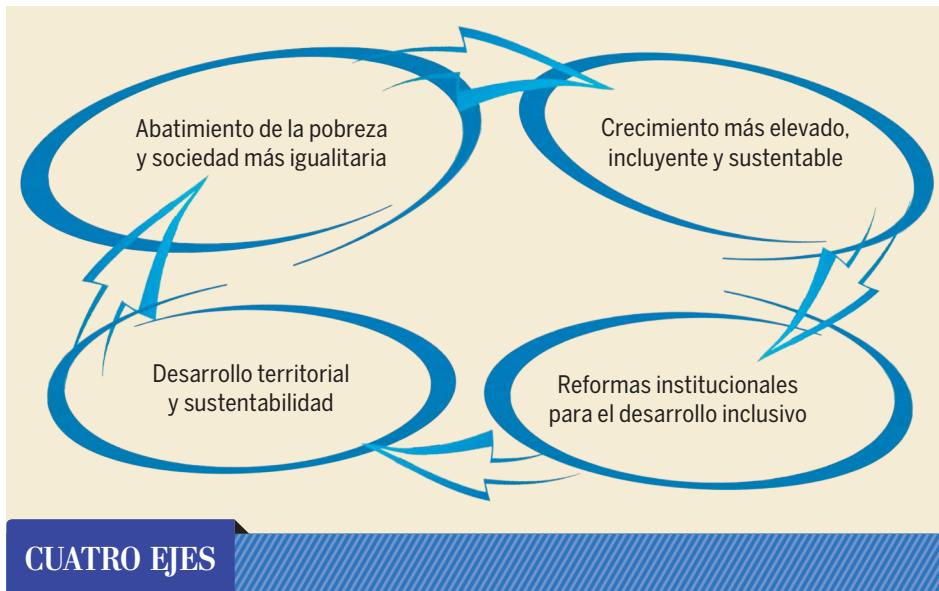 Abatimiento de la pobreza
y sociedad más igualitaria
Crecimiento más elevado,
incluyente y sustentable
Desarrollo territorial
y sustentabilidad
Reformas institucionales
para el desarrollo inclusivo
CUATRO EJES